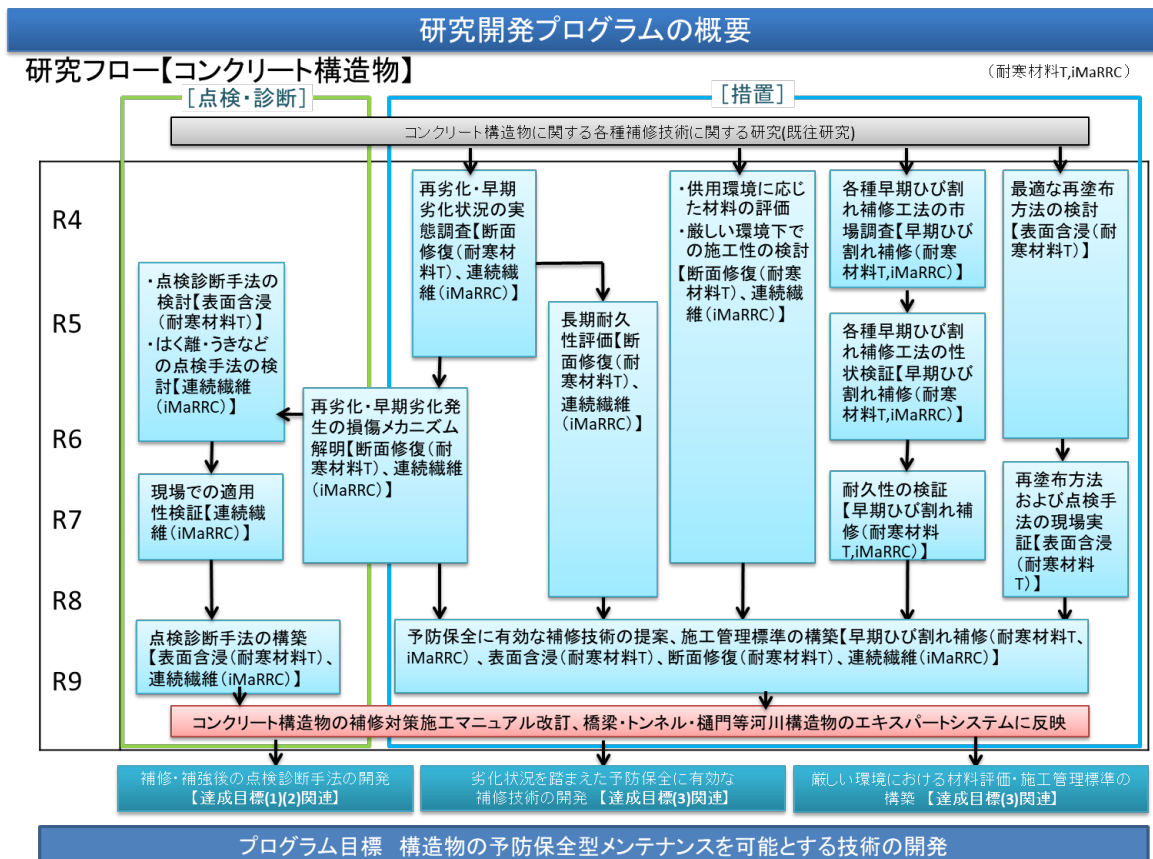 研究開発プログラムの概要
研究フロー【コンクリート構造物】
（耐寒材料T,iMaRRC）
［点検・診断］
［措置］
コンクリート構造物に関する各種補修技術に関する研究(既往研究)
R4
R5
R6
R7
R8
R9
・点検診断手法の
検討【表面含浸
（耐寒材料T）】
・はく離・うきなど
の点検手法の検
討【連続繊維
（iMaRRC）】
現場での適用
性検証【連続繊
維（iMaRRC）】
点検診断手法の構築
【表面含浸（耐寒材料T）、
連続繊維（iMaRRC）】
再劣化・早期
劣化状況の実
態調査【断面
修復（耐寒材
料T）、連続繊
維（iMaRRC）】
再劣化・早期劣化発
生の損傷メカニズム
解明【断面修復（耐
寒材料T）、連続繊維
（iMaRRC）】
長期耐久
性評価【断
面修復（耐
寒材料T）、
連続繊維
（iMaRRC）】
・供用環境に応じ
た材料の評価
・厳しい環境下で
の施工性の検討
【断面修復（耐寒
材料T）、連続繊
維（iMaRRC）】
各種早期ひび割
れ補修工法の市
場調査【早期ひび
割れ補修（耐寒
材料T,iMaRRC）】
各種早期ひび割
れ補修工法の性
状検証【早期ひび
割れ補修（耐寒材
料T,iMaRRC）】
耐久性の検証
【早期ひび割れ補
修（耐寒材料
T,iMaRRC）】
最適な再塗布
方法の検討
【表面含浸（耐
寒材料T）】
再塗布方法
および点検手
法の現場実
証【表面含浸
（耐寒材料
T）】
予防保全に有効な補修技術の提案、施工管理標準の構築【早期ひび割れ補修（耐寒材料T、
iMaRRC）、表面含浸（耐寒材料T）、断面修復（耐寒材料T）、連続繊維（iMaRRC）】
コンクリート構造物の補修対策施工マニュアル改訂、橋梁・トンネル・樋門等河川構造物のエキスパートシステムに反映
補修・補強後の点検診断手法の開発
【達成目標(1)(2)関連】
劣化状況を踏まえた予防保全に有効な
補修技術の開発 【達成目標(3)関連】
厳しい環境における材料評価・施工管理標準の
構築 【達成目標(3)関連】
プログラム目標 構造物の予防保全型メンテナンスを可能とする技術の開発